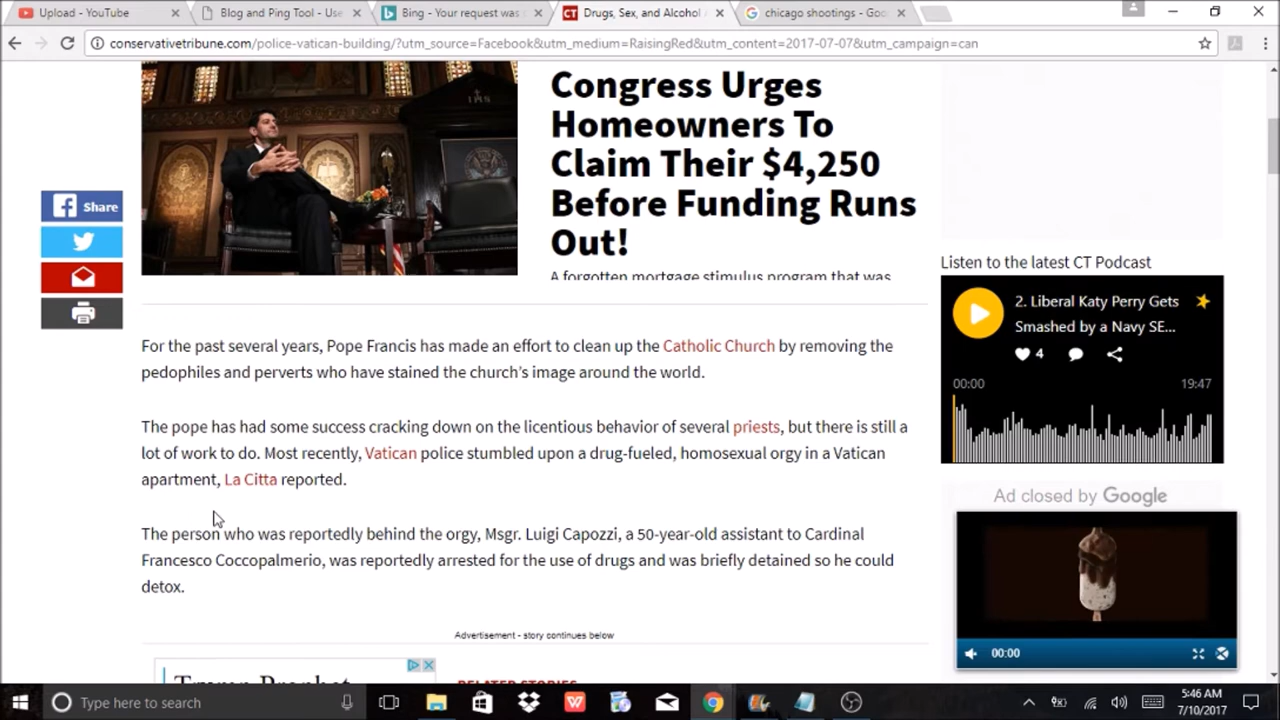 Upload - YouTube
Blog and Ping Tool - Use
Bing - Your request was
CT Drugs, Sex, and Alcohol
chicago shootings - Goo
conservativetribune.com/police-vatican-building/?utm_source=Facebook&utm_medium=RaisingRed&utm_content=2017-07-07&utm_campaign=can
Congress Urges
Homeowners To
Claim Their $4,250
Before Funding Runs
Out!
A forgotten mortgage stimulus program that was
Share
Listen to the latest CT Podcast
2. Liberal Katy Perry Gets
Smashed by a Navy SE...
4
00:00
19:47
For the past several years, Pope Francis has made an effort to clean up the Catholic Church by removing the
pedophiles and perverts who have stained the church's image around the world.
The pope has had some success cracking down on the licentious behavior of several priests, but there is still a
lot of work to do. Most recently, Vatican police stumbled upon a drug-fueled, homosexual orgy in a Vatican
apartment, La Citta reported.
Ad closed by Google
The person who was reportedly behind the orgy, Msgr. Luigi Capozzi, a 50-year-old assistant to Cardinal
Francesco Coccopalmerio, was reportedly arrested for the use of drugs and was briefly detained so he could
detox.
00:00
Advertisement - story continues below
RELATED STORIES
Type here to search
5:46 AM
7/10/2017